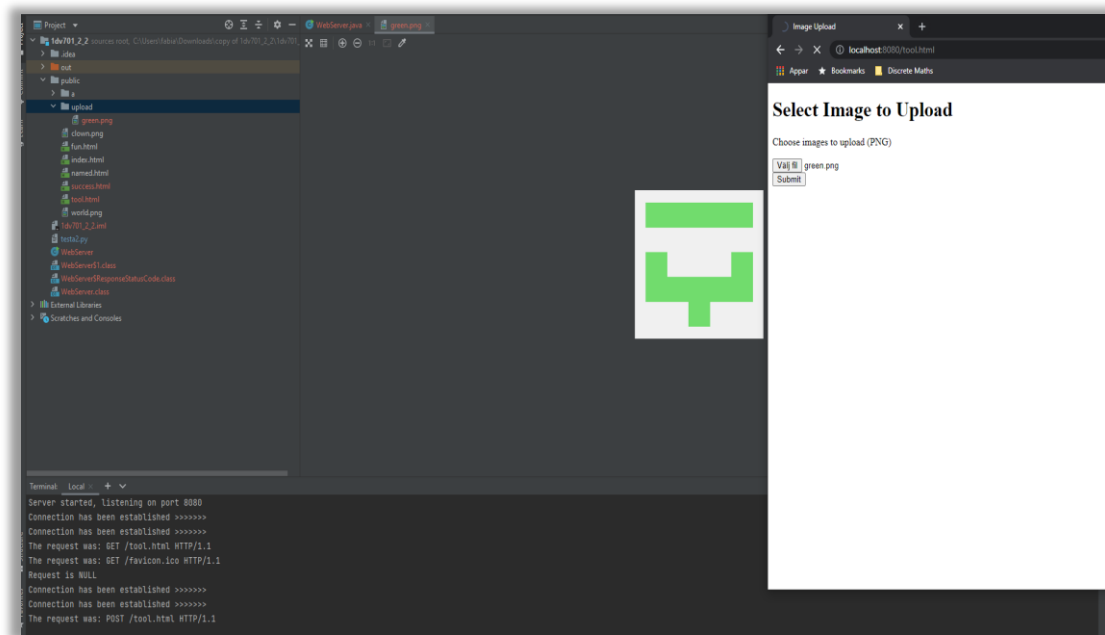 Project
1dv701_2_2 sources root, C:\Users\fabia\Downloads\copy of 1dv701_2_2\1dv701_
.idea
out
public
a
upload
green.png
clown.png
fun.html
index.html
named.html
success.html
tool.html
world.png
1dv701_2_2.iml
testa2.py
WebServer
WebServer$1.class
WebServer$ResponseStatusCode.class
WebServer.class
External Libraries
Scratches and Consoles
WebServer.java
green.png
1:1
Image Upload
localhost:8080/tool.html
Appar
Bookmarks
Discrete Maths
Select Image to Upload
Choose images to upload (PNG)
Välj fil green.png
Submit
Terminal: Local
Server started, listening on port 8080
Connection has been established >>>>>>>
Connection has been established >>>>>>>
The request was: GET /tool.html HTTP/1.1
The request was: GET /favicon.ico HTTP/1.1
Request is NULL
Connection has been established >>>>>>>
Connection has been established >>>>>>>
The request was: POST /tool.html HTTP/1.1